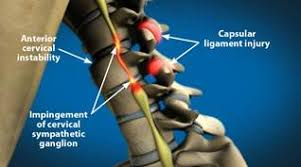 Anterior
cervical
instability
Capsular
ligament injury
Impingement
of cervical
sympathetic
ganglion